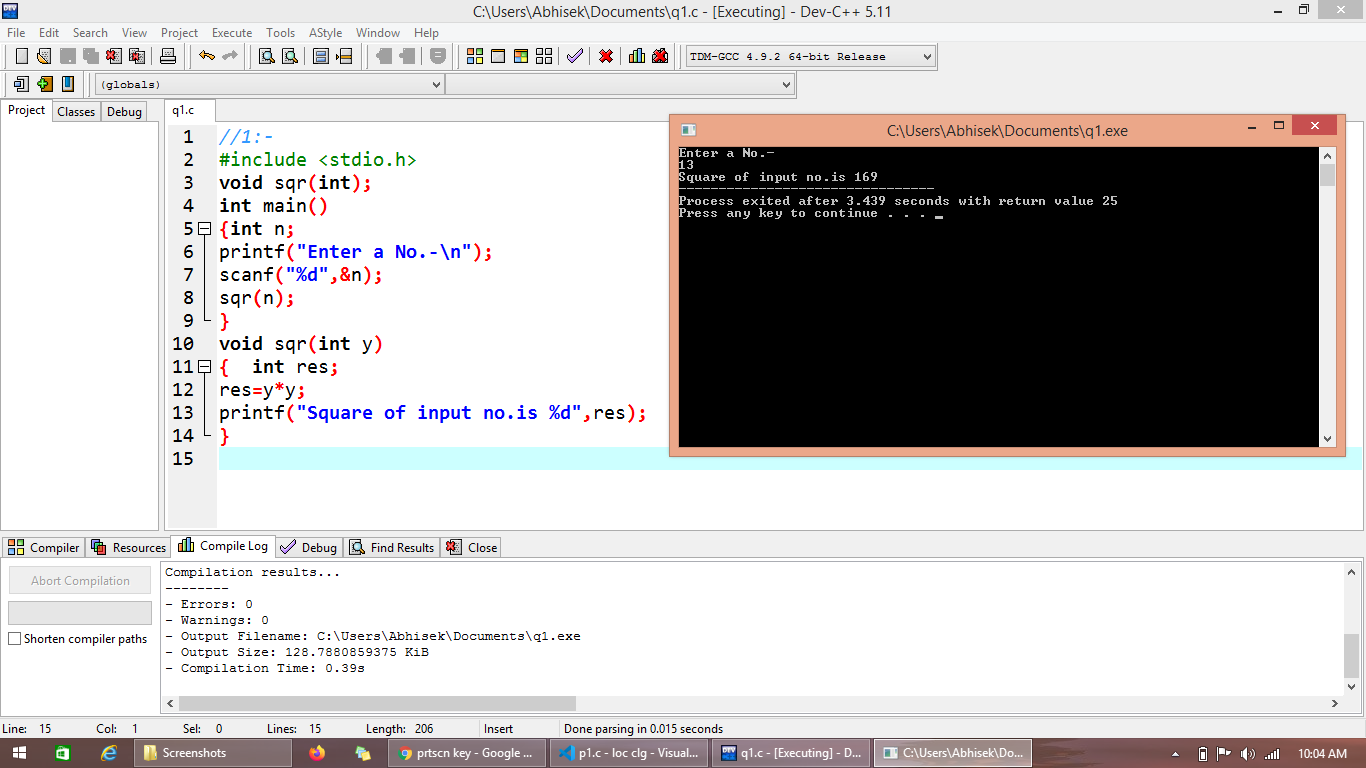 C:\Users\Abhisek\Documents\q1.c - [Executing] - Dev-C++ 5.11
File Edit Search View Project Execute Tools AStyle Window Help
TDM-GCC 4.9.2 64-bit Release
(globals)
Project Classes Debug
q1.c
1 //1:-
2 #include <stdio.h>
3 void sqr(int);
4 int main()
5 {int n;
6 printf("Enter a No.-\n");
7 scanf("%d",&n);
8 sqr(n);
9 }
10 void sqr(int y)
11 {  int res;
12 res=y*y;
13 printf("Square of input no.is %d",res);
14 }
15
C:\Users\Abhisek\Documents\q1.exe
Enter a No.-
13
Square of input no.is 169
--------------------------------
Process exited after 3.439 seconds with return value 25
Press any key to continue . . . _
Compiler Resources Compile Log Debug Find Results Close
Abort Compilation
Shorten compiler paths
Compilation results...
--------
- Errors: 0
- Warnings: 0
- Output Filename: C:\Users\Abhisek\Documents\q1.exe
- Output Size: 128.7880859375 KiB
- Compilation Time: 0.39s
Line: 15 Col: 1 Sel: 0 Lines: 15 Length: 206 Insert Done parsing in 0.015 seconds
Screenshots prtscn key - Google ... p1.c - loc clg - Visual... q1.c - [Executing] - D... C:\Users\Abhisek\Do... 10:04 AM